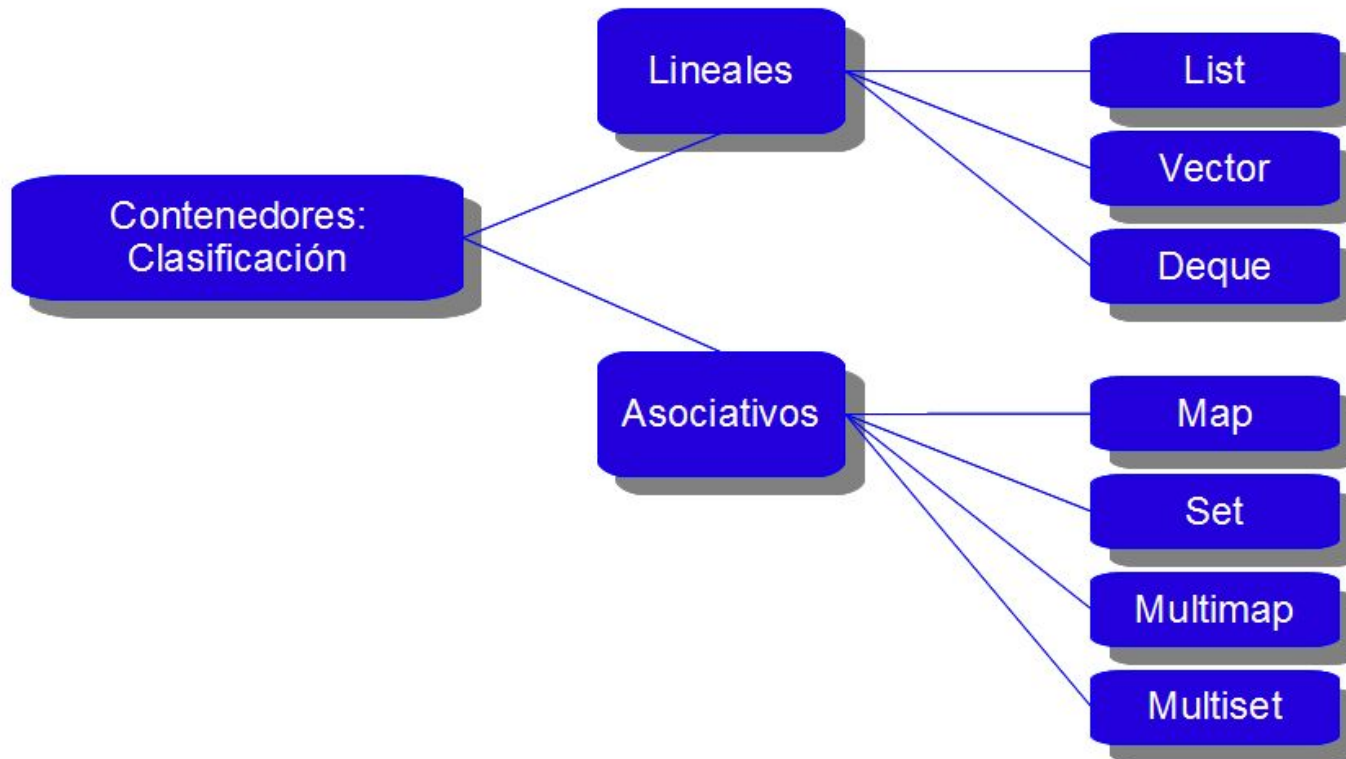 Contenedores:
Clasificación
Lineales
List
Vector
Deque
Asociativos
Map
Set
Multimap
Multiset